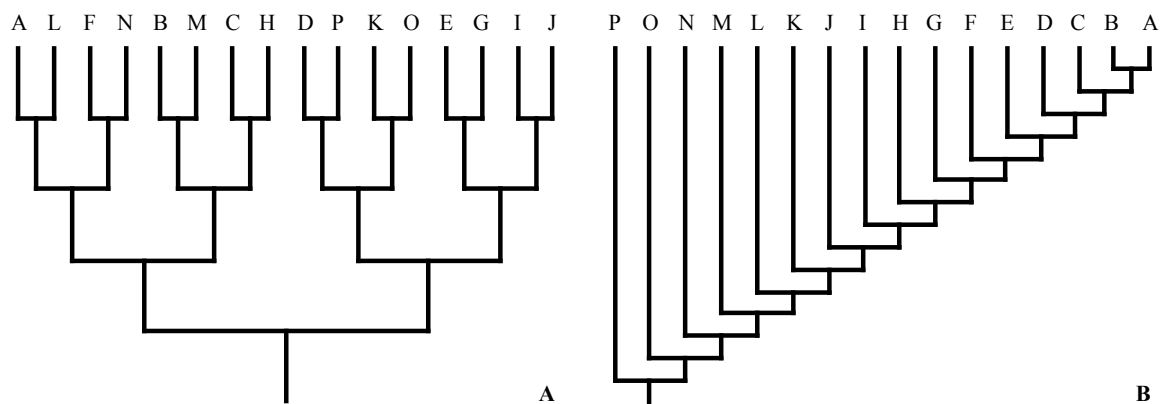 A L F N B M C H D P K O E G I J
P O N M L K J I H G F E D C B A
A
B